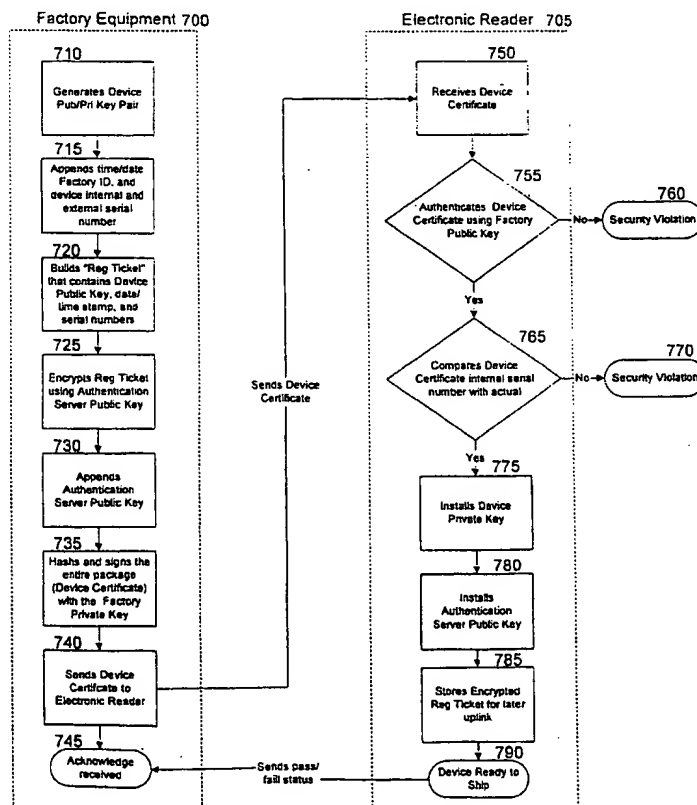 Factory Equipment 700
710
Generates Device
Pub/Pri Key Pair
715
Appends time/date
Factory ID, and
device internal and
external serial
number
720
Builds "Reg Ticket"
that contains Device
Public Key, data/
time stamp, and
serial numbers
725
Encrypts Reg Ticket
using Authentication
Server Public Key
730
Appends
Authentication
Server Public Key
735
Hashs and signs the
entire package
(Device Certificate)
with the Factory
Private Key
740
Sends Device
Certifcate to
Electronic Reader
745
Acknowledge
received
Sends Device
Certificate
Sends pass/
faill status
Electronic Reader 705
750
Receives Device
Certificate
755
Authenticates Device
Certificate using Factory
Public Key
No
760
Security Violation
Yes
765
Compares Device
Certificate internal serial
number with actual
No
770
Security Violation
Yes
775
Installs Device
Private Key
780
Installs
Authentication
Server Public Key
785
Stores Encrypted
Reg Ticket for later
uplink
790
Device Ready to
Ship